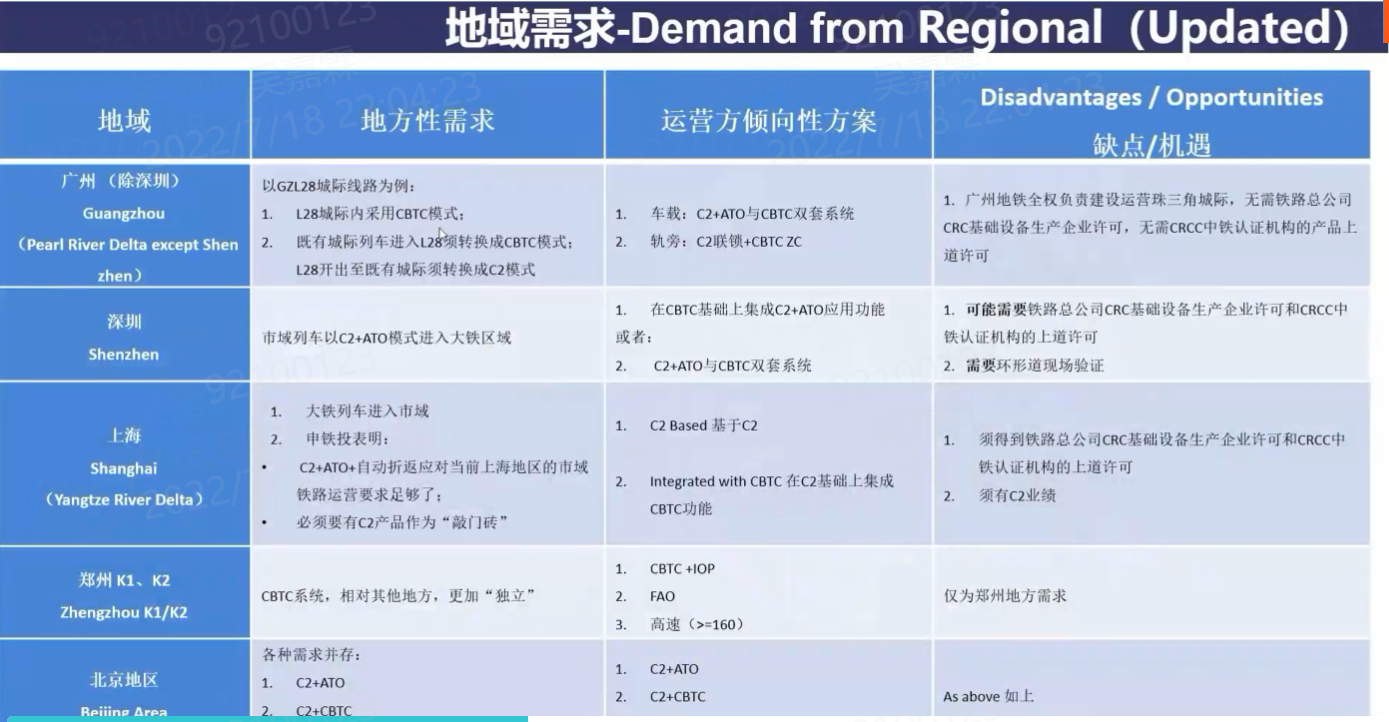 地域需求-Demand from Regional（Updated）
地域
地方性需求
运营方倾向性方案
Disadvantages / Opportunities
缺点/机遇
广州 （除深圳）
Guangzhou
（Pearl River Delta except Shen
zhen）
以GZL28城际线路为例：
1. L28城际内采用CBTC模式；
2. 既有城际列车进入L28须转换成CBTC模式；
L28开出至既有城际须转换成C2模式
1. 车载：C2+ATO与CBTC双套系统
2. 轨旁：C2联锁+CBTC ZC
1. 广州地铁全权负责建设运营珠三角城际，无需铁路总公司
CRC基础设备生产企业许可，无需CRCC中铁认证机构的产品上
道许可
深圳
Shenzhen
市域列车以C2+ATO模式进入大铁区域
1. 在CBTC基础上集成C2+ATO应用功能
或者：
2. C2+ATO与CBTC双套系统
1. 可能需要铁路总公司CRC基础设备生产企业许可和CRCC中
铁认证机构的上道许可
2. 需要环形道现场验证
上海
Shanghai
（Yangtze River Delta）
1. 大铁列车进入市域
2. 申铁投表明：
• C2+ATO+自动折返应对当前上海地区的市域
铁路运营要求足够了；
• 必须要有C2产品作为“敲门砖”
1. C2 Based 基于C2
2. Integrated with CBTC 在C2基础上集成
CBTC功能
1. 须得到铁路总公司CRC基础设备生产企业许可和CRCC中
铁认证机构的上道许可
2. 须有C2业绩
郑州 K1、K2
Zhengzhou K1/K2
CBTC系统，相对其他地方，更加“独立”
1. CBTC +IOP
2. FAO
3. 高速（>=160）
仅为郑州地方需求
北京地区
Beijing Area
各种需求并存：
1. C2+ATO
2. C2+CBTC
1. C2+ATO
2. C2+CBTC
As above 如上
92100123
吴嘉霖
2022/7/18 22:04:23